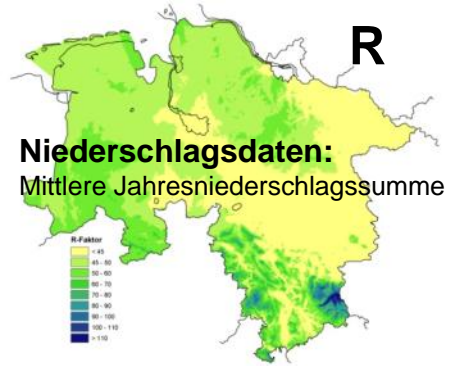 R
Niederschlagsdaten:
Mittlere Jahresniederschlagssumme
R-Faktor
< 45
45 - 50
50 - 60
60 - 70
70 - 80
80 - 90
90 - 100
100 - 110
> 110